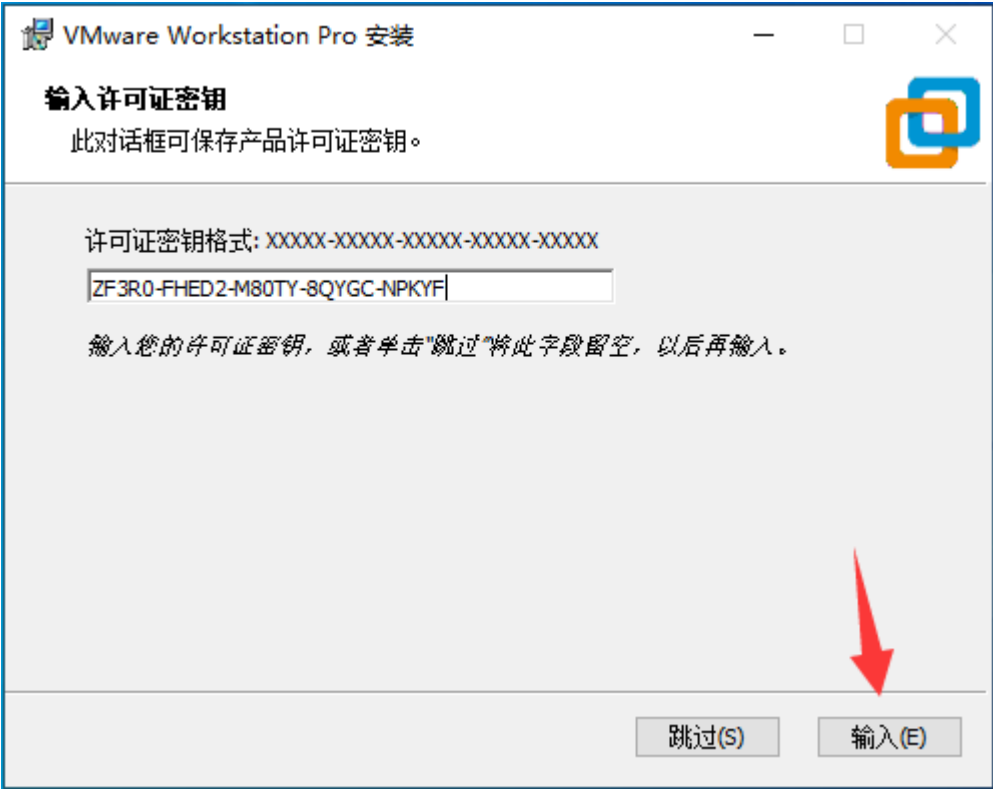 VMware Workstation Pro 安装
输入许可证密钥
此对话框可保存产品许可证密钥。
许可证密钥格式: XXXXX-XXXXX-XXXXX-XXXXX-XXXXX
ZF3R0-FHED2-M80TY-8QYGC-NPKYF
输入您的许可证密钥，或者单击"跳过"将此字段留空，以后再输入。
跳过(S) 输入(E)